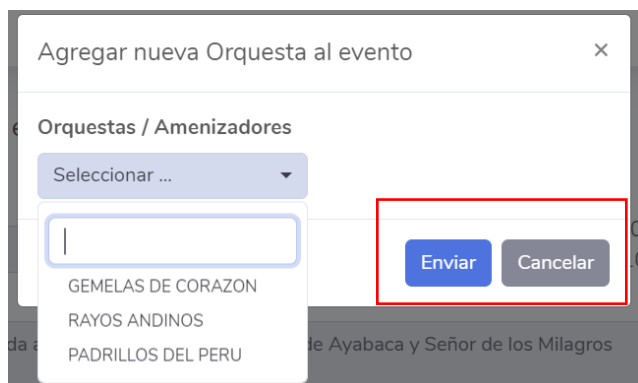 Agregar nueva Orquesta al evento ×
Orquestas / Amenizadores
Seleccionar ...
Enviar Cancelar
GEMELAS DE CORAZON
RAYOS ANDINOS
PADRILLOS DEL PERU
de Ayabaca y Señor de los Milagros